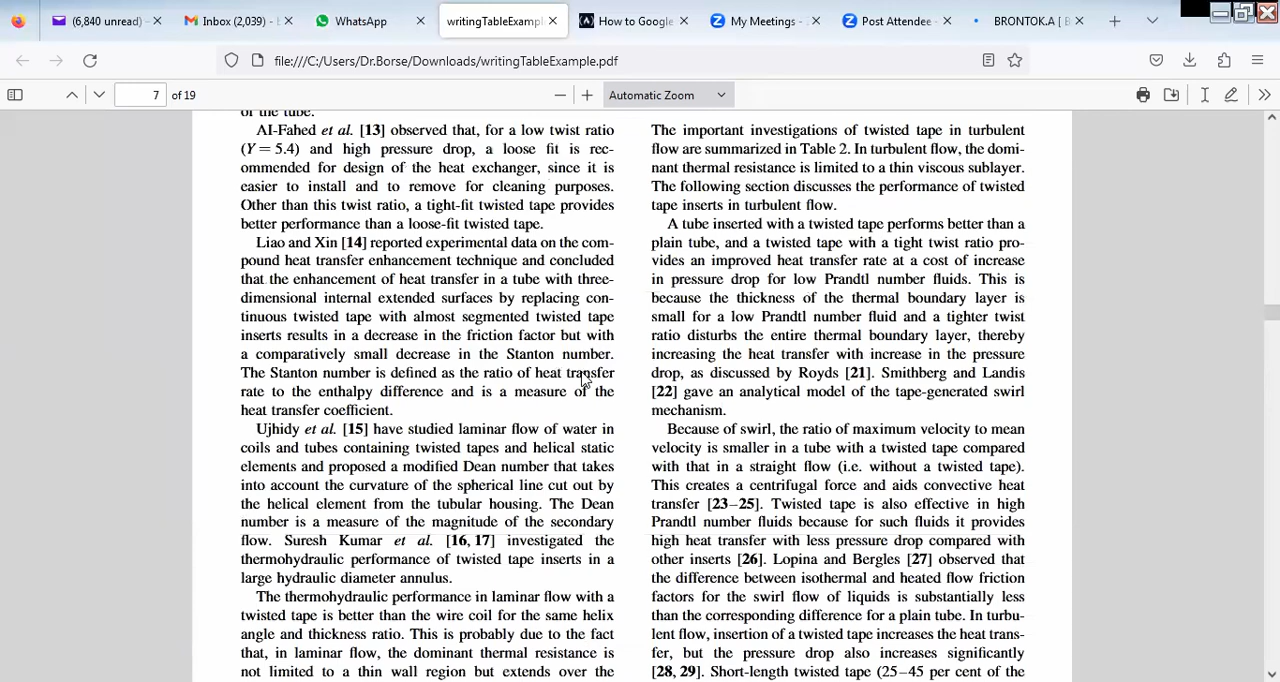 (6,840 unread) -
Inbox (2,039) -
WhatsApp
writingTableExampl
How to Google
My Meetings -
Post Attendee -
BRONTOK.A [
file:///C:/Users/Dr.Borse/Downloads/writingTableExample.pdf
7 of 19
Automatic Zoom
of the tube.
Al-Fahed et al. [13] observed that, for a low twist ratio
(Y = 5.4) and high pressure drop, a loose fit is rec-
ommended for design of the heat exchanger, since it is
easier to install and to remove for cleaning purposes.
Other than this twist ratio, a tight-fit twisted tape provides
better performance than a loose-fit twisted tape.
Liao and Xin [14] reported experimental data on the com-
pound heat transfer enhancement technique and concluded
that the enhancement of heat transfer in a tube with three-
dimensional internal extended surfaces by replacing con-
tinuous twisted tape with almost segmented twisted tape
inserts results in a decrease in the friction factor but with
a comparatively small decrease in the Stanton number.
The Stanton number is defined as the ratio of heat transfer
rate to the enthalpy difference and is a measure of the
heat transfer coefficient.
Ujhidy et al. [15] have studied laminar flow of water in
coils and tubes containing twisted tapes and helical static
elements and proposed a modified Dean number that takes
into account the curvature of the spherical line cut out by
the helical element from the tubular housing. The Dean
number is a measure of the magnitude of the secondary
flow. Suresh Kumar et al. [16, 17] investigated the
thermohydraulic performance of twisted tape inserts in a
large hydraulic diameter annulus.
The thermohydraulic performance in laminar flow with a
twisted tape is better than the wire coil for the same helix
angle and thickness ratio. This is probably due to the fact
that, in laminar flow, the dominant thermal resistance is
not limited to a thin wall region but extends over the
The important investigations of twisted tape in turbulent
flow are summarized in Table 2. In turbulent flow, the domi-
nant thermal resistance is limited to a thin viscous sublayer.
The following section discusses the performance of twisted
tape inserts in turbulent flow.
A tube inserted with a twisted tape performs better than a
plain tube, and a twisted tape with a tight twist ratio pro-
vides an improved heat transfer rate at a cost of increase
in pressure drop for low Prandtl number fluids. This is
because the thickness of the thermal boundary layer is
small for a low Prandtl number fluid and a tighter twist
ratio disturbs the entire thermal boundary layer, thereby
increasing the heat transfer with increase in the pressure
drop, as discussed by Royds [21]. Smithberg and Landis
[22] gave an analytical model of the tape-generated swirl
mechanism.
Because of swirl, the ratio of maximum velocity to mean
velocity is smaller in a tube with a twisted tape compared
with that in a straight flow (i.e. without a twisted tape).
This creates a centrifugal force and aids convective heat
transfer [23–25]. Twisted tape is also effective in high
Prandtl number fluids because for such fluids it provides
high heat transfer with less pressure drop compared with
other inserts [26]. Lopina and Bergles [27] observed that
the difference between isothermal and heated flow friction
factors for the swirl flow of liquids is substantially less
than the corresponding difference for a plain tube. In turbu-
lent flow, insertion of a twisted tape increases the heat trans-
fer, but the pressure drop also increases significantly
[28, 29]. Short-length twisted tape (25–45 per cent of the